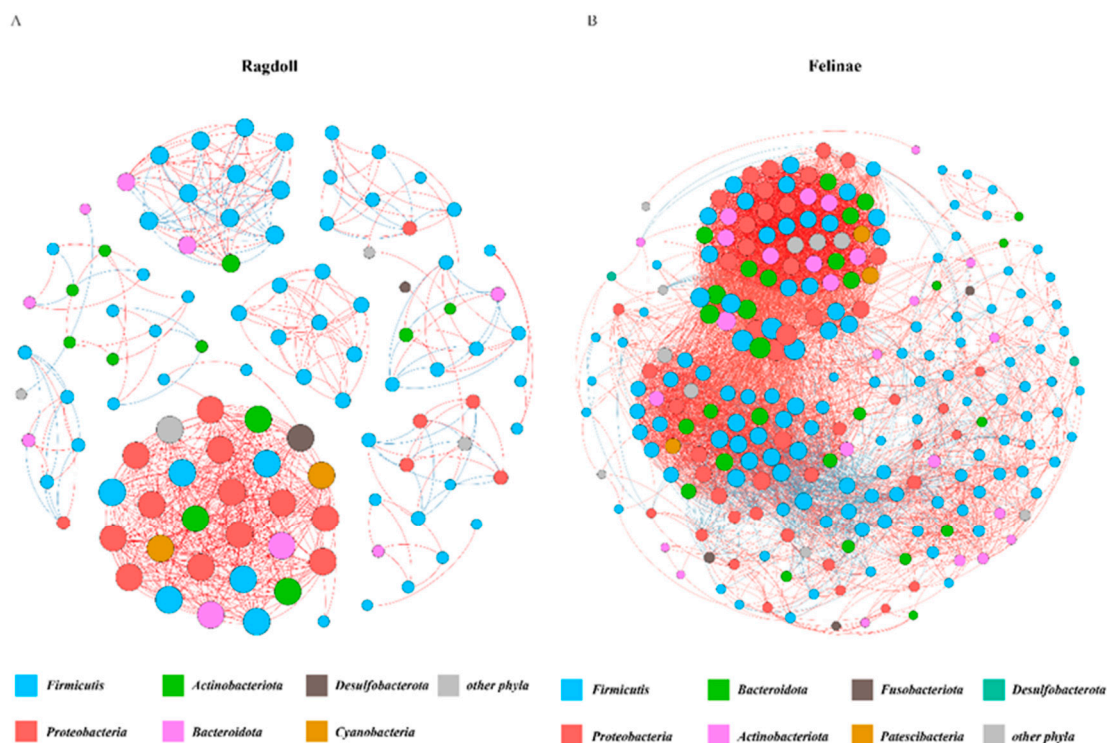 A B
Ragdoll Felinae
Firmicutis Actinobacteriota Desulfobacterota other phyla
Proteobacteria Bacteroidota Cyanobacteria
Firmicutis Bacteroidota Fusobacteriota Desulfobacterota
Proteobacteria Actinobacteriota Patescibacteria other phyla